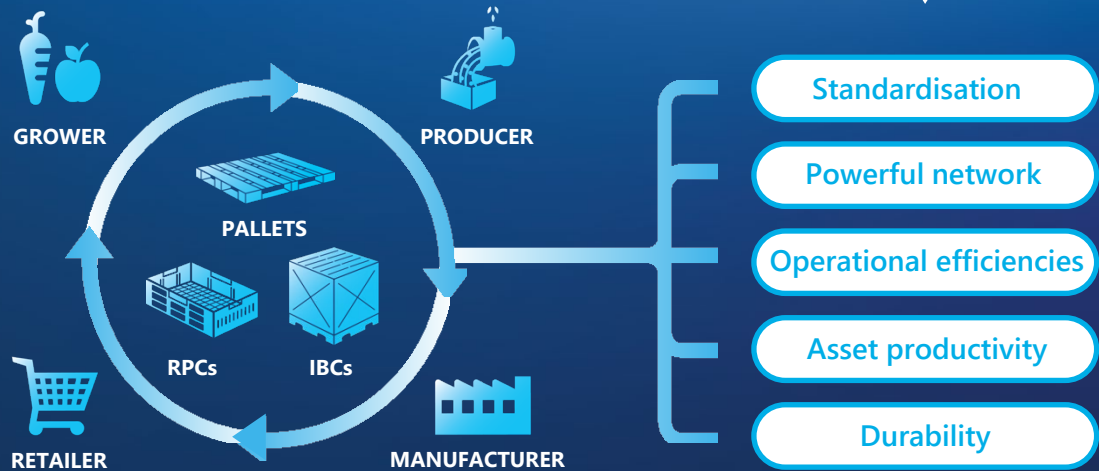 GROWER
PRODUCER
PALLETS
RPCs
IBCs
RETAILER
MANUFACTURER
Standardisation
Powerful network
Operational efficiencies
Asset productivity
Durability